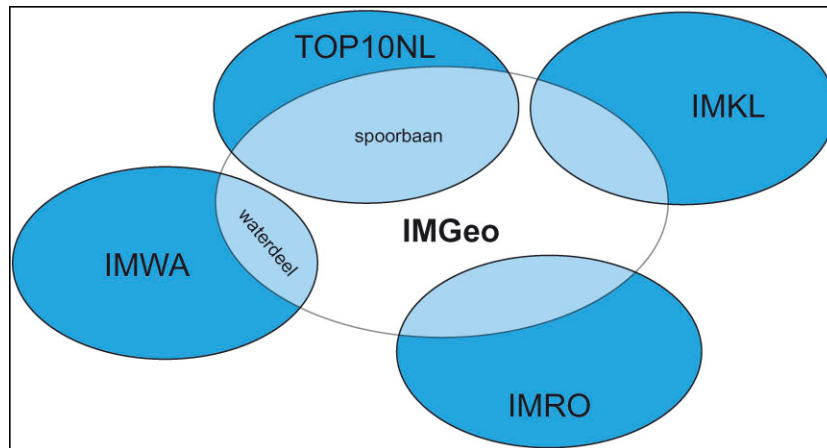 TOP10NL
IMKL
spoorbaan
IMGeo
waterdeel
IMWA
IMRO